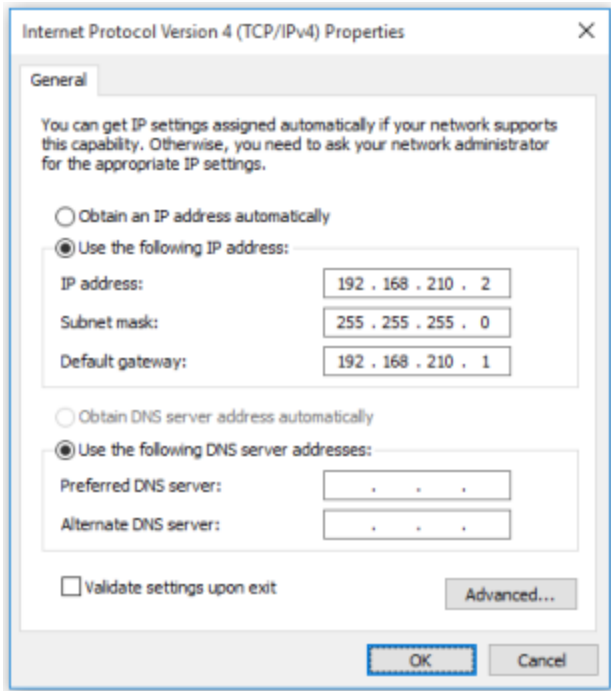 Internet Protocol Version 4 (TCP/IPv4) Properties
General
You can get IP settings assigned automatically if your network supports
this capability. Otherwise, you need to ask your network administrator
for the appropriate IP settings.
Obtain an IP address automatically
Use the following IP address:
IP address: 192 . 168 . 210 . 2
Subnet mask: 255 . 255 . 255 . 0
Default gateway: 192 . 168 . 210 . 1
Obtain DNS server address automatically
Use the following DNS server addresses:
Preferred DNS server: . . .
Alternate DNS server: . . .
Validate settings upon exit
Advanced...
OK Cancel